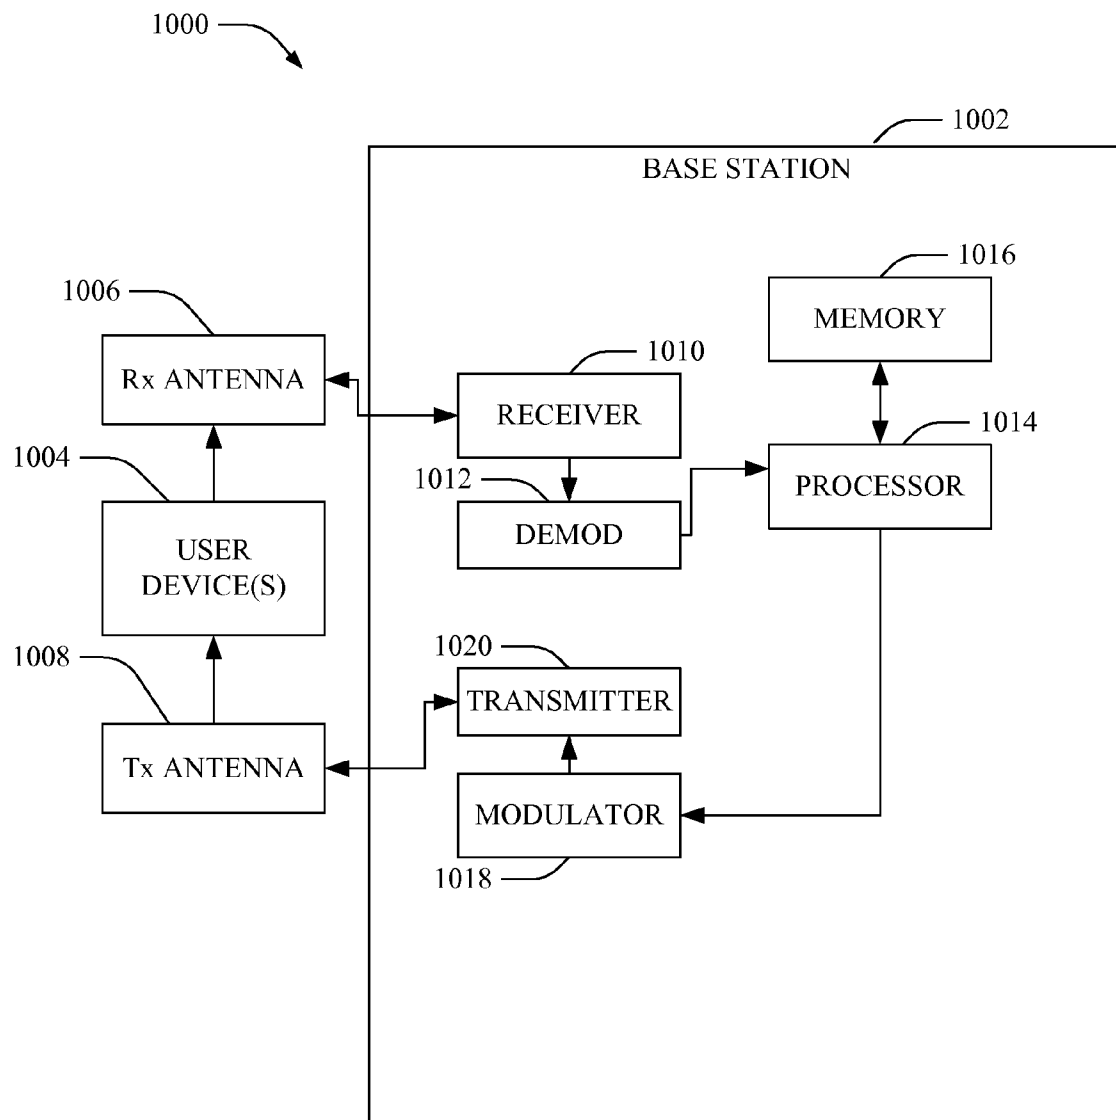 1000
1002
BASE STATION
1016
MEMORY
1006
Rx ANTENNA
1010
RECEIVER
1014
PROCESSOR
1004
USER
DEVICE(S)
1012
DEMOD
1008
Tx ANTENNA
1020
TRANSMITTER
MODULATOR
1018